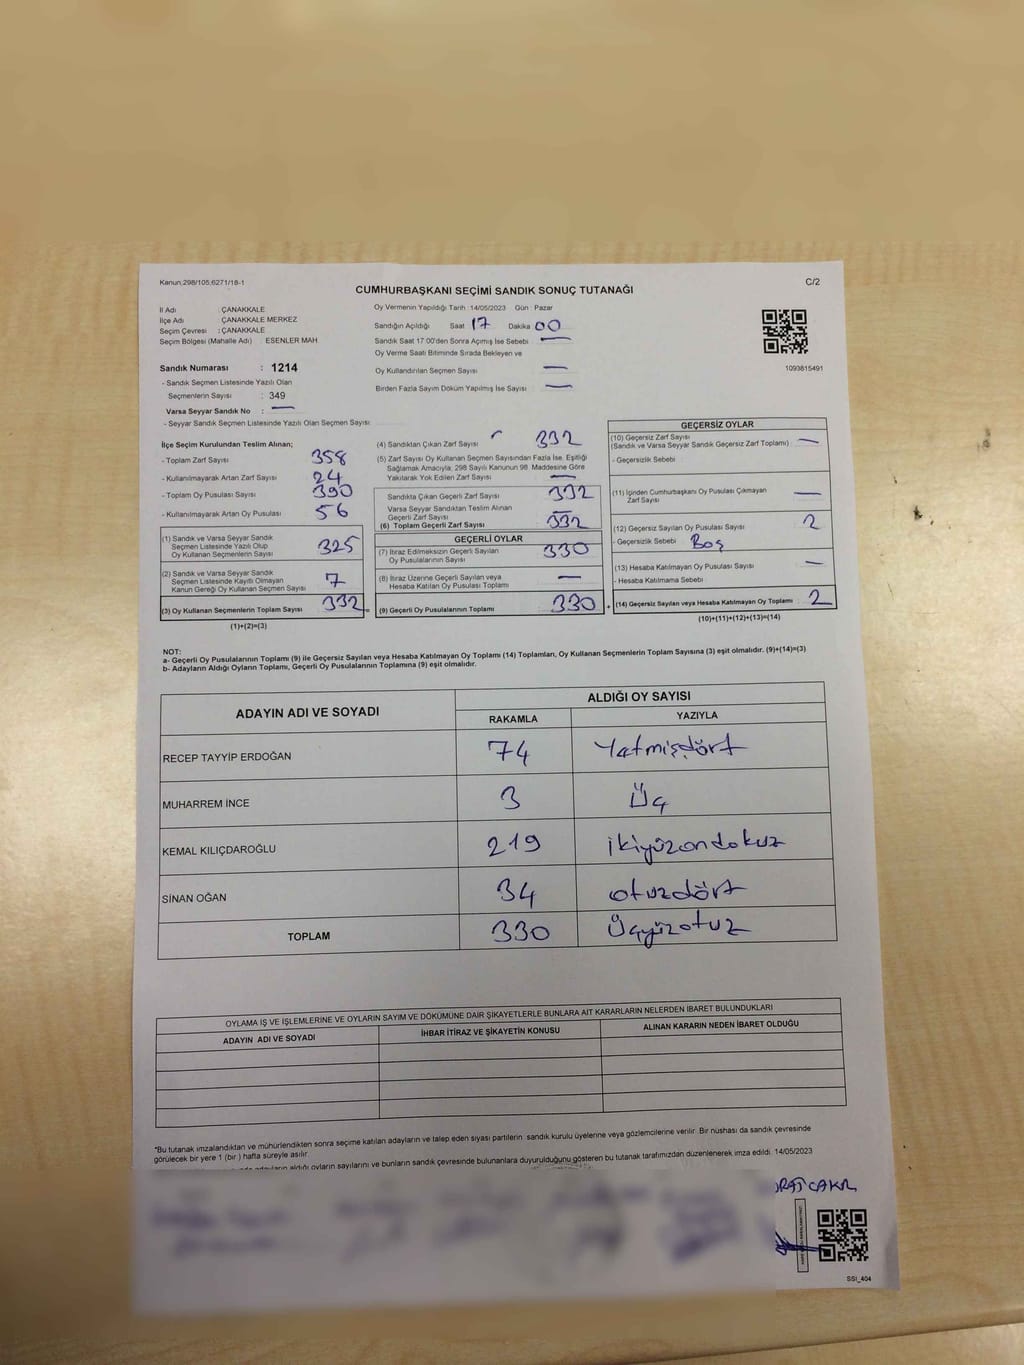 Kanun;298/105;6271/18-1
C/2
CUMHURBAŞKANI SEÇİMİ SANDIK SONUÇ TUTANAĞI
İl Adı : ÇANAKKALE
İlçe Adı : ÇANAKKALE MERKEZ
Seçim Çevresi : ÇANAKKALE
Seçim Bölgesi (Mahalle Adı) ESENLER MAH
Oy Vermenin Yapıldığı Tarih :14/05/2023 Gün : Pazar
Sandığın Açıldığı Saat 17 Dakika 00
Sandık Saat 17:00'den Sonra Açımış İse Sebebi —
Oy Verme Saati Bitiminde Sırada Bekleyen ve
Oy Kullandırılan Seçmen Sayısı —
Birden Fazla Sayım Döküm Yapılmış İse Sayısı —
1093815491
Sandık Numarası : 1214
- Sandık Seçmen Listesinde Yazılı Olan
Seçmenlerin Sayısı : 349
Varsa Seyyar Sandık No : —
- Seyyar Sandık Listesinde Yazılı Olan Seçmen Sayısı
İlçe Seçim Kurulundan Teslim Alınan;
- Toplam Zarf Sayısı 358
- Kullanılmayarak Artan Zarf Sayısı 24
- Toplam Oy Pusulası Sayısı 390
- Kullanılmayarak Artan Oy Pusulası 56
(1) Sandık ve Varsa Seyyar Sandık
Seçmen Listesinde Yazılı Olup
Oy Kullanan Seçmenlerin Sayısı 325
(2) Sandık ve Varsa Seyyar Sandık
Seçmen Listesinde Kayıtlı Olmayan
Kanun Gereği Oy Kullanan Seçmen Sayısı 7
(3) Oy Kullanan Seçmenlerin Toplam Sayısı 332 =
(1)+(2)=(3)
(4) Sandıktan Çıkan Zarf Sayısı 332
(5) Zarf Sayısı Oy Kullanan Seçmen Sayısından Fazla İse, Eşitliği
Sağlamak Amacıyla; 298 Sayılı Kanunun 98. Maddesine Göre
Yakılarak Yok Edilen Zarf Sayısı —
Sandıkta Çıkan Geçerli Zarf Sayısı 332
Varsa Seyyar Sandıktan Teslim Alınan
Geçerli Zarf Sayısı —
(6) Toplam Geçerli Zarf Sayısı 332
GEÇERLİ OYLAR
(7) İtiraz Edilmeksizin Geçerli Sayılan
Oy Pusulalarının Sayısı 330
(8) İtiraz Üzerine Geçerli Sayılan veya
Hesaba Katılan Oy Pusulası Toplamı —
(9) Geçerli Oy Pusulalarının Toplamı 330 +
GEÇERSİZ OYLAR
(10) Geçersiz Zarf Sayısı
(Sandık ve Varsa Seyyar Sandık Geçersiz Zarf Toplamı) —
- Geçersizlik Sebebi
(11) İçinden Cumhurbaşkanı Oy Pusulası Çıkmayan
Zarf Sayısı —
(12) Geçersiz Sayılan Oy Pusulası Sayısı 2
- Geçersizlik Sebebi Boş
(13) Hesaba Katılmayan Oy Pusulası Sayısı —
- Hesaba Katılmama Sebebi
(14) Geçersiz Sayılan veya Hesaba Katılmayan Oy Toplamı 2
(10)+(11)+(12)+(13)=(14)
NOT:
a- Geçerli Oy Pusulalarının Toplamı (9) ile Geçersiz Sayılan veya Hesaba Katılmayan Oy Toplamı (14) Toplamları, Oy Kullanan Seçmenlerin Toplam Sayısına (3) eşit olmalıdır. (9)+(14)=(3)
b- Adayların Aldığı Oyların Toplamı, Geçerli Oy Pusulalarının Toplamına (9) eşit olmalıdır.
ADAYIN ADI VE SOYADI
ALDIĞI OY SAYISI
RAKAMLA YAZIYLA
RECEP TAYYİP ERDOĞAN 74 Yetmişdört
MUHARREM İNCE 3 Üç
KEMAL KILIÇDAROĞLU 219 ikiyüzondokuz
SİNAN OĞAN 34 otuzdört
TOPLAM 330 Üçyüzotuz
OYLAMA İŞ VE İŞLEMLERİNE VE OYLARIN SAYIM VE DÖKÜMÜNE DAİR ŞİKAYETLERLE BUNLARA AİT KARARLARIN NELERDEN İBARET BULUNDUKLARI
ADAYIN ADI VE SOYADI İHBAR İTİRAZ VE ŞİKAYETİN KONUSU ALINAN KARARIN NEDEN İBARET OLDUĞU
"Bu tutanak imzalandıktan ve mühürlendikten sonra seçime katılan adayların ve talep eden siyasi partilerin sandık kurulu üyelerine veya gözlemcilerine verilir. Bir nüshası da sandık çevresinde
görülecek bir yere 1 (bir) hafta süreyle asılır.
adayların aldığı oyların sayılarını ve bunların sandık çevresinde bulunanlara duyurulduğunu gösteren bu tutanak tarafımızdan düzenlenerek imza edildi. 14/05/2023
ÇAKIR
SSI_404